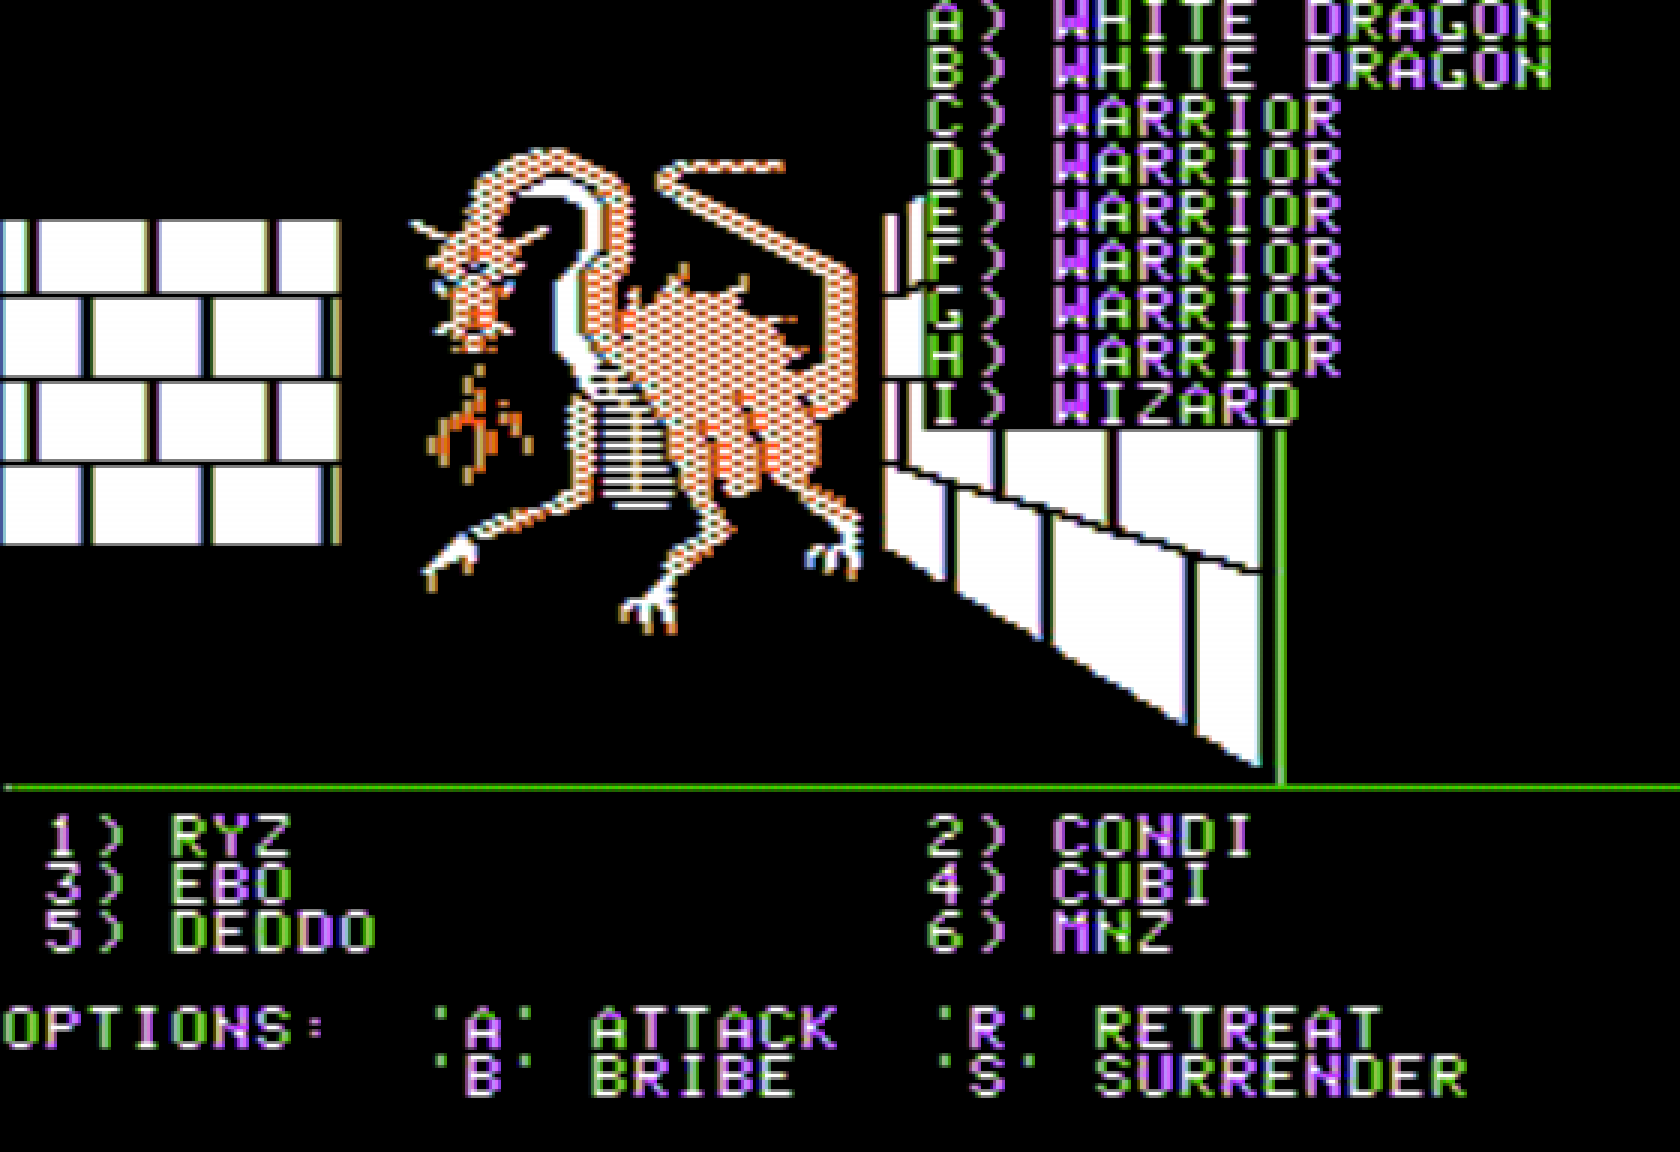 A) WHITE DRAGON
B) WHITE DRAGON
C) WARRIOR
D) WARRIOR
E) WARRIOR
F) WARRIOR
G) WARRIOR
H) WARRIOR
I) WIZARD
1) RYZ 2) CONDI
3) EBO 4) CUBI
5) DEDDO 6) MNZ
OPTIONS: 'A' ATTACK 'R' RETREAT
'B' BRIBE 'S' SURRENDER